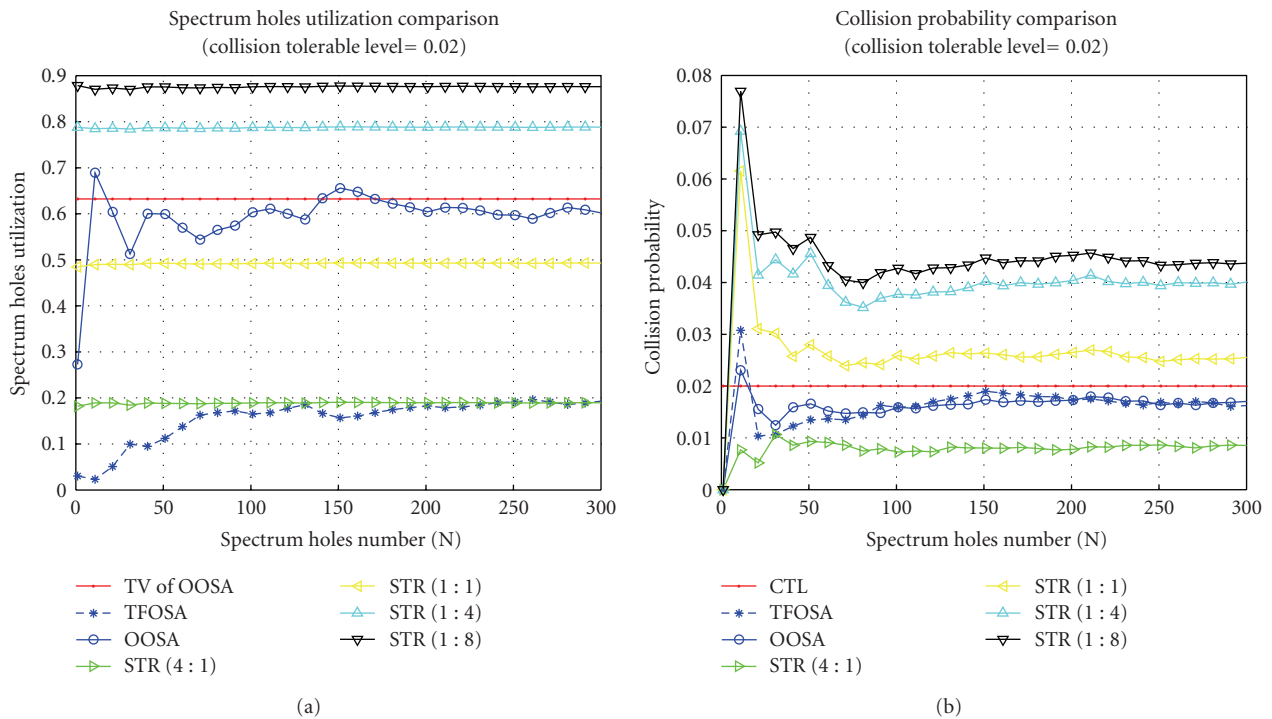 Spectrum holes utilization comparison
(collision tolerable level= 0.02)
0.9
0.8
0.7
0.6
0.5
0.4
0.3
0.2
0.1
0
Spectrum holes utilization
0 50 100 150 200 250 300
Spectrum holes number (N)
TV of OOSA
TFOSA
OOSA
STR (4 : 1)
STR (1 : 1)
STR (1 : 4)
STR (1 : 8)
(a)
Collision probability comparison
(collision tolerable level= 0.02)
0.08
0.07
0.06
0.05
0.04
0.03
0.02
0.01
0
Collision probability
0 50 100 150 200 250 300
Spectrum holes number (N)
CTL
TFOSA
OOSA
STR (4 : 1)
STR (1 : 1)
STR (1 : 4)
STR (1 : 8)
(b)